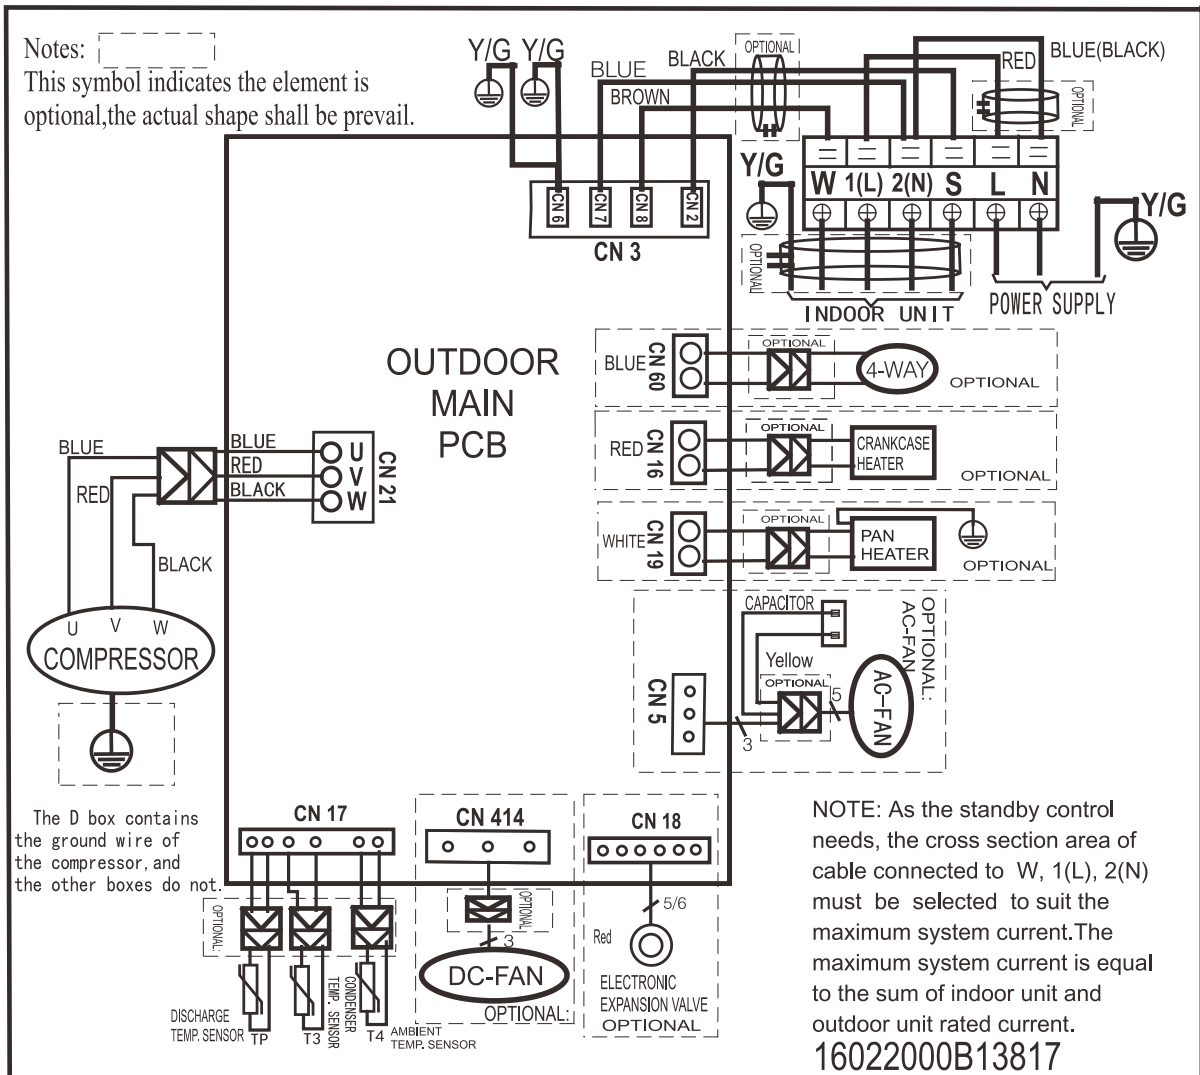 Notes:
This symbol indicates the element is
optional,the actual shape shall be prevail.
Y/G Y/G
BLACK
BLUE
BROWN
OPTIONAL
RED
BLUE(BLACK)
OPTIONAL
Y/G
W 1(L) 2(N) S L N
Y/G
CN 6
CN 7
CN 8
CN 2
CN 3
OPTIONAL
INDOOR UNIT
POWER SUPPLY
OUTDOOR
MAIN
PCB
BLUE
CN 60
OPTIONAL
4-WAY
OPTIONAL
RED
CN 16
OPTIONAL
CRANKCASE
HEATER
OPTIONAL
WHITE
CN 19
OPTIONAL
PAN
HEATER
OPTIONAL
BLUE
RED
BLACK
BLUE
RED
BLACK
U
V
W
CN 21
U V W
COMPRESSOR
CAPACITOR
Yellow
OPTIONAL
OPTIONAL:
AC-FAN
CN 5
3
5
AC-FAN
The D box contains
the ground wire of
the compressor,and
the other boxes do not.
CN 17
CN 414
CN 18
OPTIONAL:
OPTIONAL:
3
DC-FAN
OPTIONAL:
5/6
Red
ELECTRONIC
EXPANSION VALVE
OPTIONAL
DISCHARGE
TEMP. SENSOR
TP
T3
CONDENSER
TEMP. SENSOR
T4
AMBIENT
TEMP. SENSOR
NOTE: As the standby control
needs, the cross section area of
cable connected to W, 1(L), 2(N)
must be selected to suit the
maximum system current.The
maximum system current is equal
to the sum of indoor unit and
outdoor unit rated current.
16022000B13817